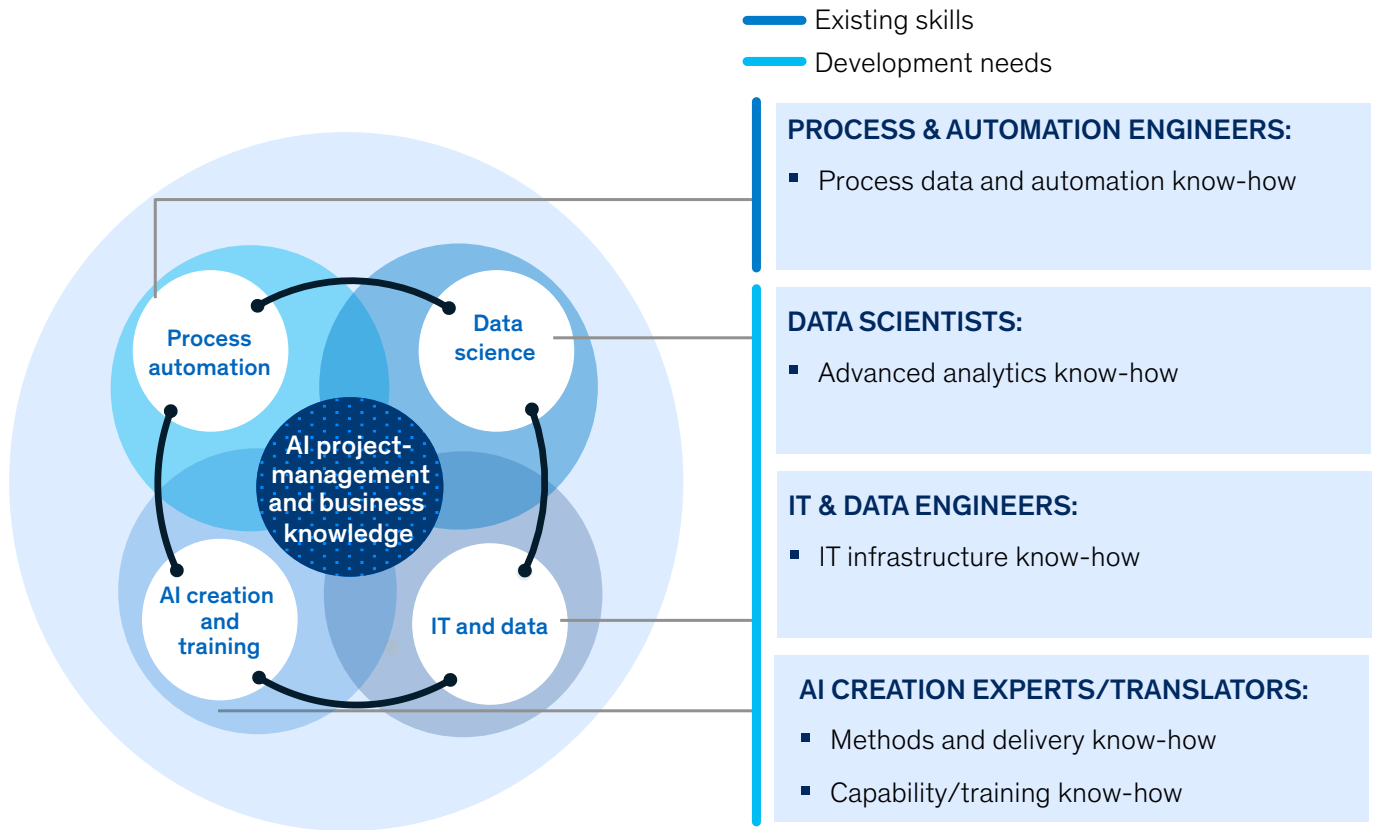 Existing skills
Development needs
PROCESS & AUTOMATION ENGINEERS:
Process data and automation know-how
DATA SCIENTISTS:
Advanced analytics know-how
IT & DATA ENGINEERS:
IT infrastructure know-how
AI CREATION EXPERTS/TRANSLATORS:
Methods and delivery know-how
Capability/training know-how
Process
automation
Data
science
AI project-
management
and business
knowledge
AI creation
and
training
IT and data